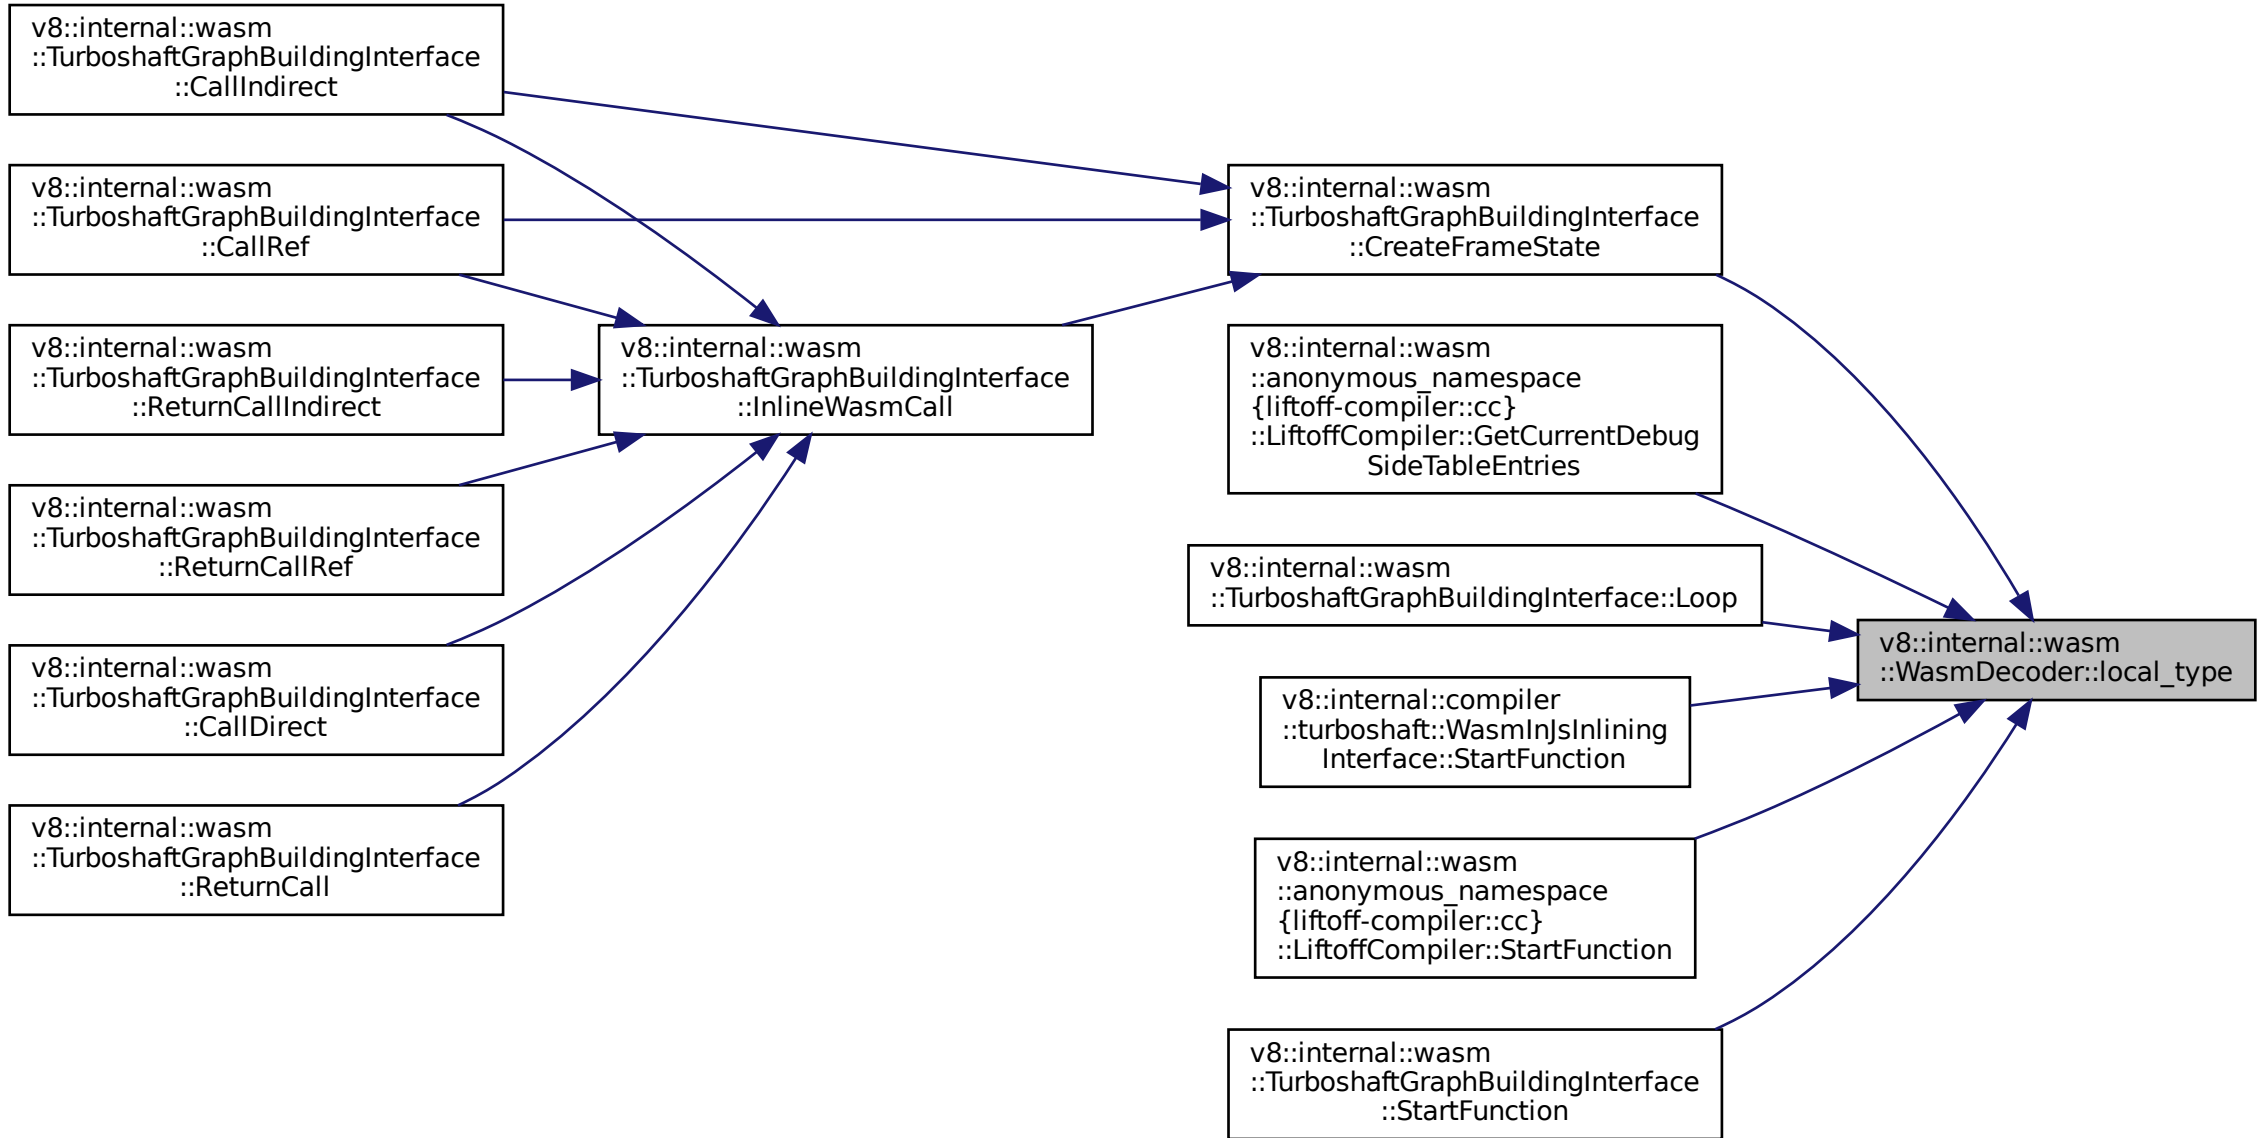 v8::internal::wasm
::TurboshaftGraphBuildingInterface
::CallIndirect
v8::internal::wasm
::TurboshaftGraphBuildingInterface
::CallRef
v8::internal::wasm
::TurboshaftGraphBuildingInterface
::ReturnCallIndirect
v8::internal::wasm
::TurboshaftGraphBuildingInterface
::ReturnCallRef
v8::internal::wasm
::TurboshaftGraphBuildingInterface
::CallDirect
v8::internal::wasm
::TurboshaftGraphBuildingInterface
::ReturnCall
v8::internal::wasm
::TurboshaftGraphBuildingInterface
::InlineWasmCall
v8::internal::wasm
::TurboshaftGraphBuildingInterface
::CreateFrameState
v8::internal::wasm
::anonymous_namespace
{liftoff-compiler::cc}
::LiftoffCompiler::GetCurrentDebug
SideTableEntries
v8::internal::wasm
::TurboshaftGraphBuildingInterface::Loop
v8::internal::compiler
::turboshaft::WasmInJsInlining
Interface::StartFunction
v8::internal::wasm
::anonymous_namespace
{liftoff-compiler::cc}
::LiftoffCompiler::StartFunction
v8::internal::wasm
::TurboshaftGraphBuildingInterface
::StartFunction
v8::internal::wasm
::WasmDecoder::local_type